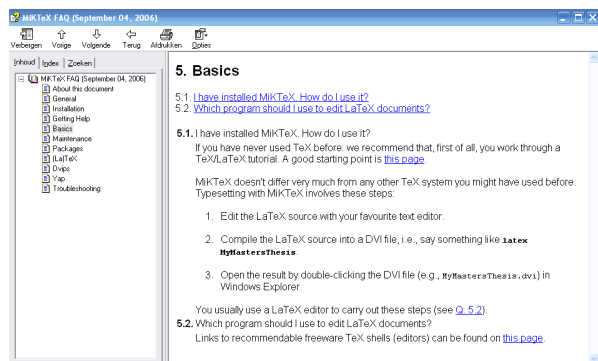 MiKTeX FAQ (September 04, 2006)
Verbergen Vorige Volgende Terug Afdrukken Opties
Inhoud Index Zoeken
MiKTeX FAQ (September 04, 2006)
About this document
General
Installation
Getting Help
Basics
Maintenance
Packages
(La)TeX
Dvips
Yap
Troubleshooting
5. Basics
5.1. I have installed MiKTeX. How do I use it?
5.2. Which program should I use to edit LaTeX documents?
5.1. I have installed MiKTeX. How do I use it?
If you have never used TeX before: we recommend that, first of all, you work through a
TeX/LaTeX tutorial. A good starting point is this page.
MiKTeX doesn't differ very much from any other TeX system you might have used before.
Typesetting with MiKTeX involves these steps:
1. Edit the LaTeX source with your favourite text editor.
2. Compile the LaTeX source into a DVI file, i.e., say something like latex
MyMastersThesis.
3. Open the result by double-clicking the DVI file (e.g., MyMastersThesis.dvi) in
Windows Explorer.
You usually use a LaTeX editor to carry out these steps (see Q: 5.2).
5.2. Which program should I use to edit LaTeX documents?
Links to recommendable freeware TeX shells (editors) can be found on this page.